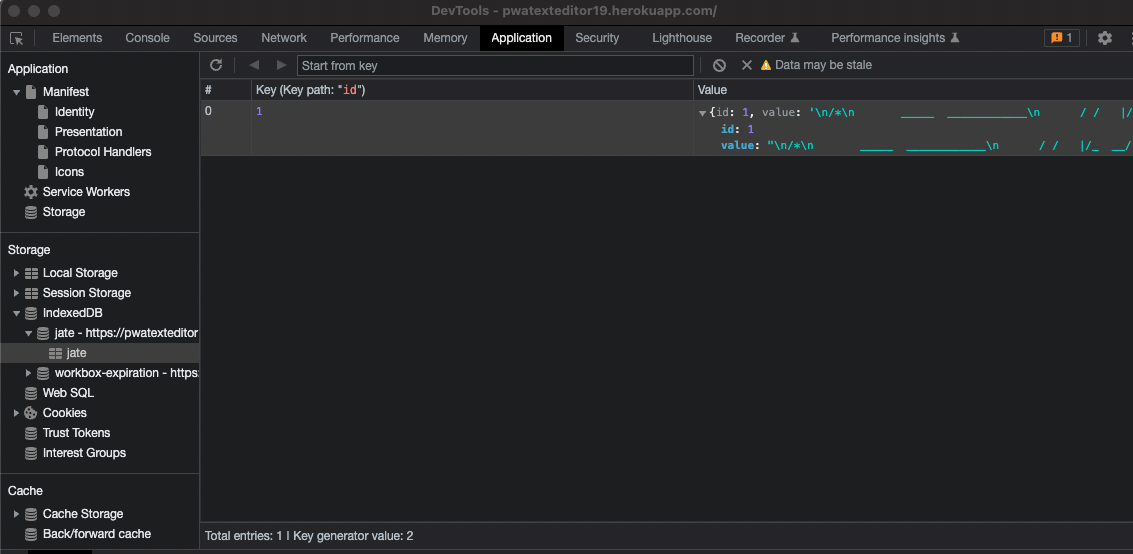 DevTools - pwatexteditor19.herokuapp.com/
Elements Console Sources Network Performance Memory Application Security Lighthouse Recorder Performance insights 1
Application
Manifest
Identity
Presentation
Protocol Handlers
Icons
Service Workers
Storage
Storage
Local Storage
Session Storage
IndexedDB
jate - https://pwatexteditor
jate
workbox-expiration - https:
Web SQL
Cookies
Trust Tokens
Interest Groups
Cache
Cache Storage
Back/forward cache
Start from key Data may be stale
# Key (Key path: "id") Value
0 1 {id: 1, value: '\n/*\n      _____  ____________\n      / /   |/
id: 1
value: "\n/*\n      _____  ____________\n      / /   |/_  __/
Total entries: 1 | Key generator value: 2